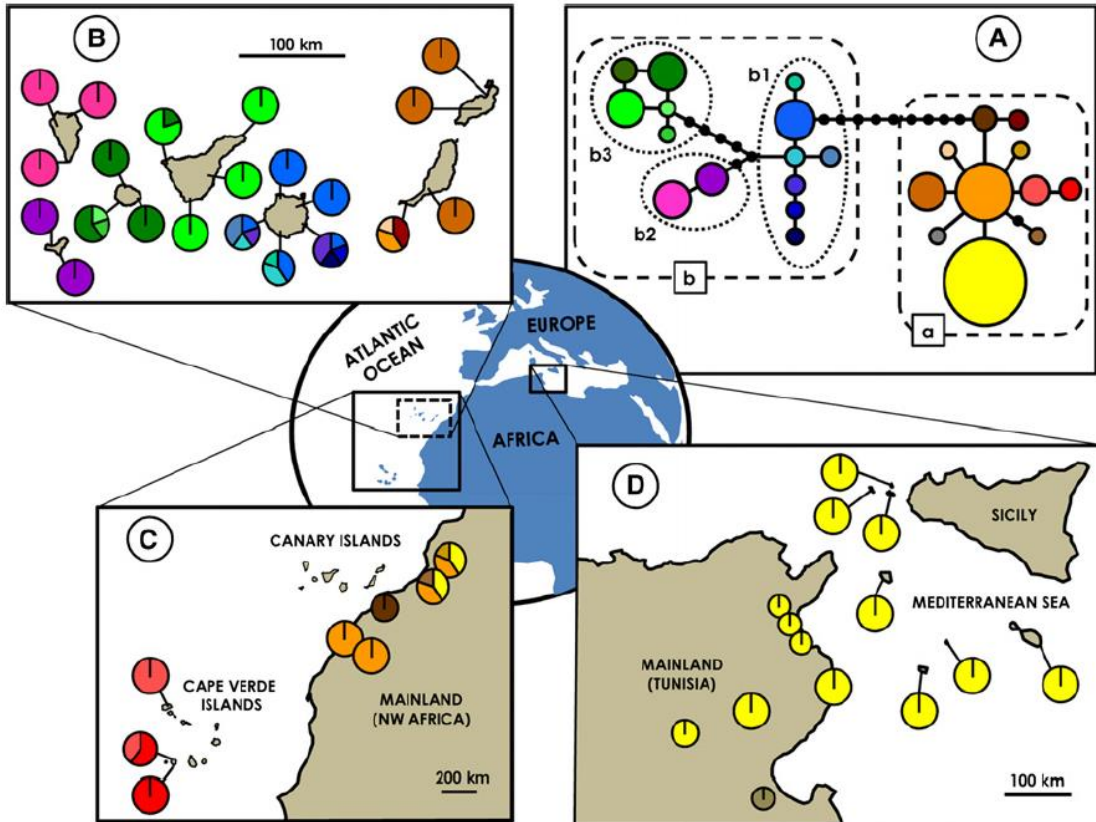 B
100 km
A
b1
b3
b2
b
a
ATLANTIC
OCEAN
EUROPE
AFRICA
C
CANARY ISLANDS
CAPE VERDE
ISLANDS
MAINLAND
(NW AFRICA)
200 km
D
SICILY
MEDITERRANEAN SEA
MAINLAND
(TUNISIA)
100 km